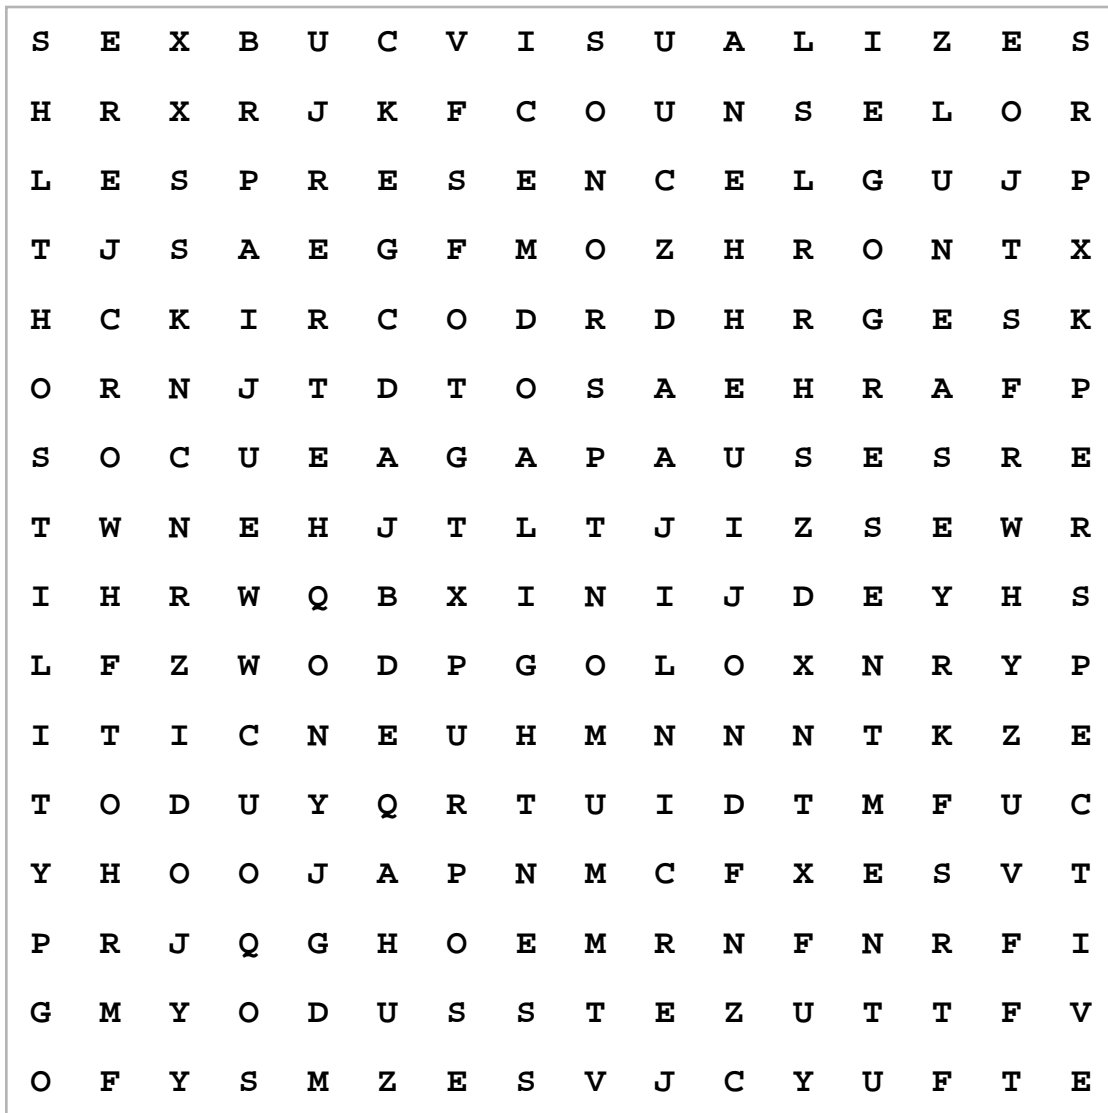 S E X B U C V I S U A L I Z E S
H R X R J K F C O U N S E L O R
L E S P R E S E N C E L G U J P
T J S A E G F M O Z H R O N T X
H C K I R C O D R D H R G E S K
O R N J T D T O S A E H R A F P
S O C U E A G A P A U S E S R E
T W N E H J T L T J I Z S E W R
I H R W Q B X I N I J D E Y H S
L F Z W O D P G O L O X N R Y P
I T I C N E U H M N N N T K Z E
T O D U Y Q R T U I D T M F U C
Y H O O J A P N M C F X E S V T
P R J Q G H O E M R N F N R F I
G M Y O D U S S T E Z U T T F V
O F Y S M Z E S V J C Y U F T E